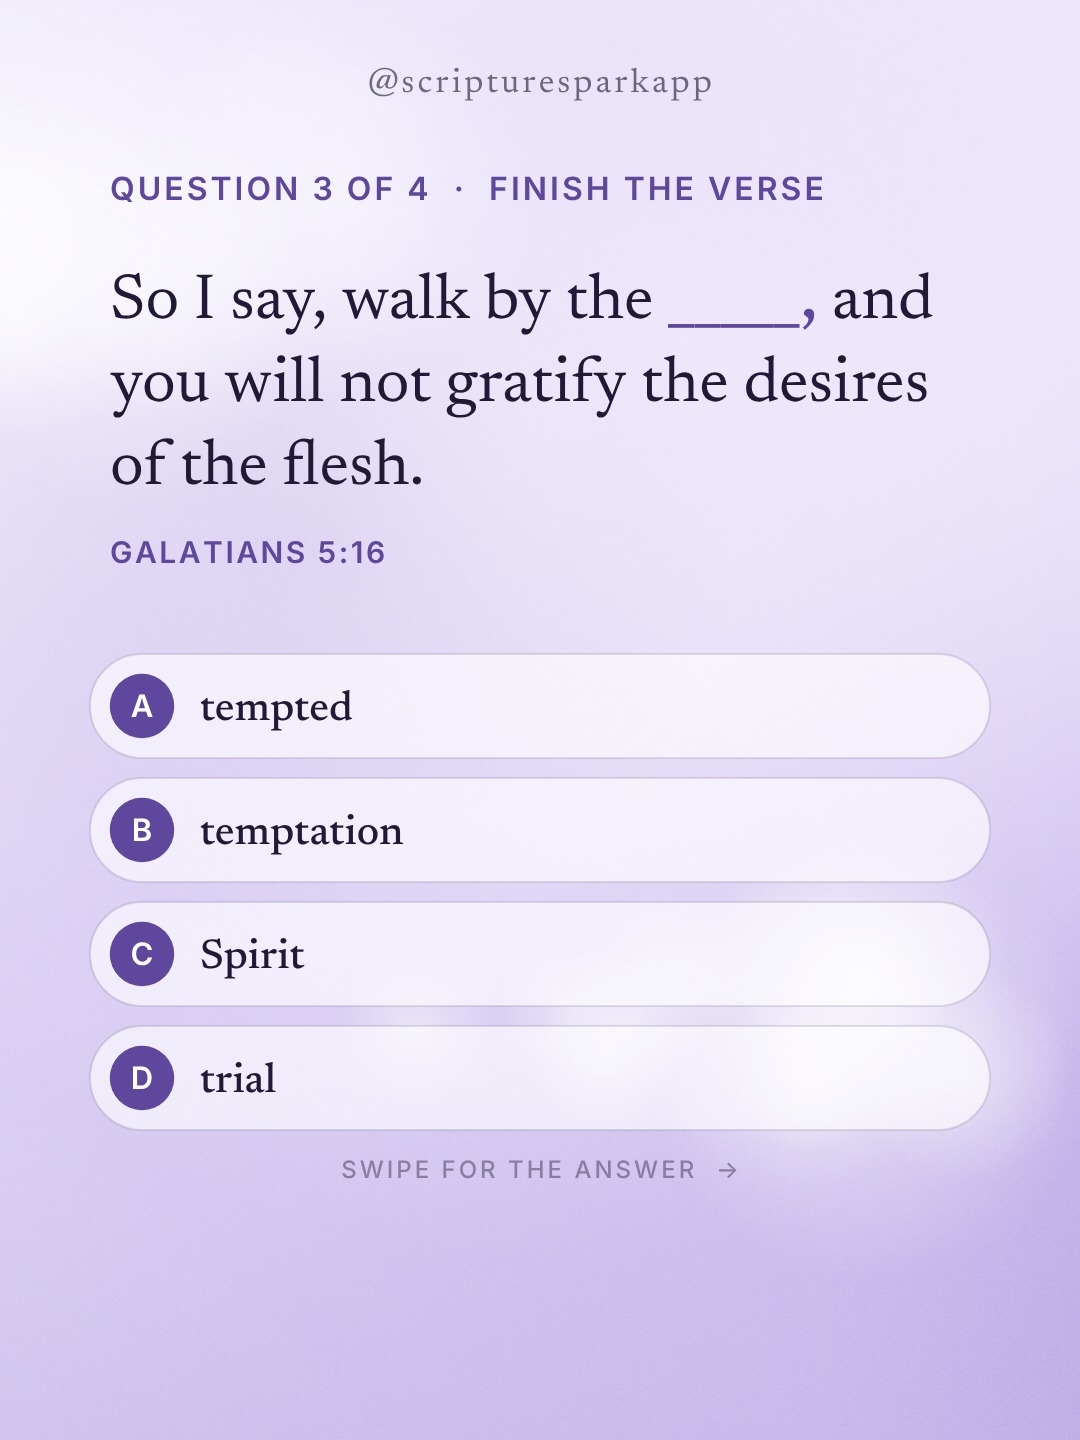 @scripturesparkapp
QUESTION 3 OF 4 · FINISH THE VERSE
So I say, walk by the _____, and
you will not gratify the desires
of the flesh.
GALATIANS 5:16
A tempted
B temptation
C Spirit
D trial
SWIPE FOR THE ANSWER →